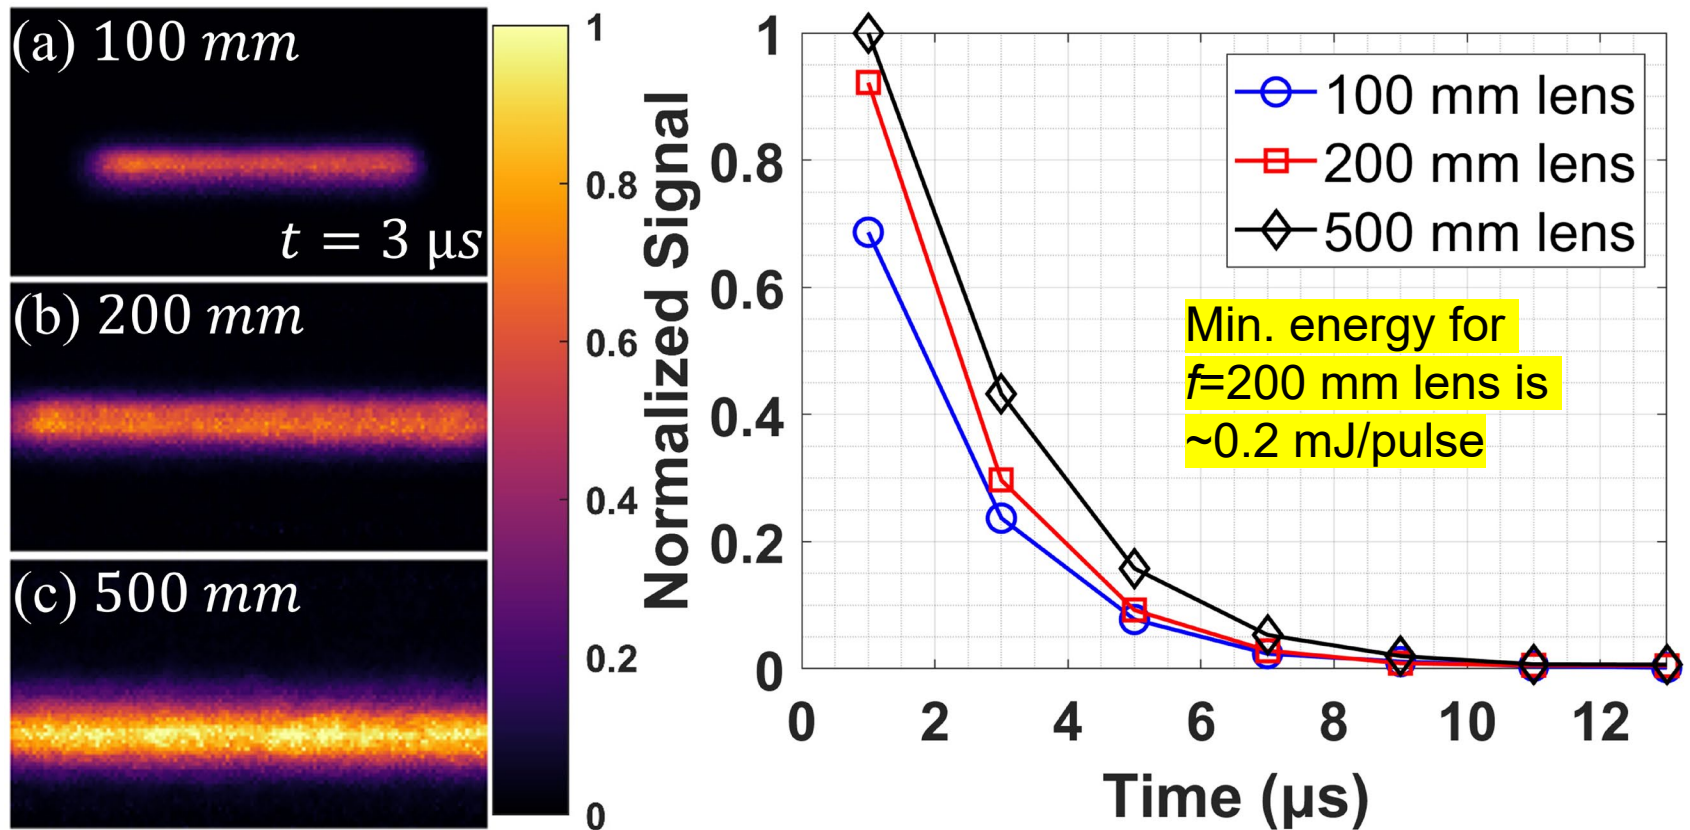 (a) 100 mm
t = 3 μs
(b) 200 mm
(c) 500 mm
1
0.8
0.6
0.4
0.2
0
Normalized Signal
1
0.8
0.6
0.4
0.2
0
0 2 4 6 8 10 12
Time (μs)
100 mm lens
200 mm lens
500 mm lens
Min. energy for
f=200 mm lens is
~0.2 mJ/pulse